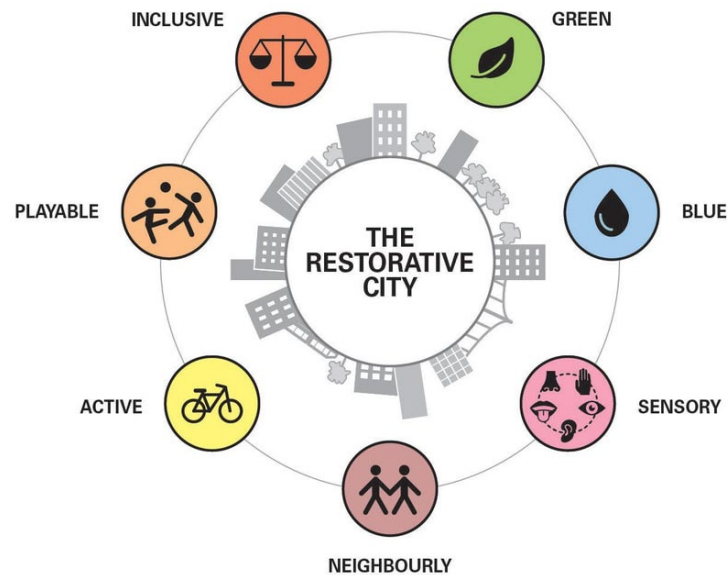 INCLUSIVE
GREEN
PLAYABLE
BLUE
THE
RESTORATIVE
CITY
ACTIVE
SENSORY
NEIGHBOURLY